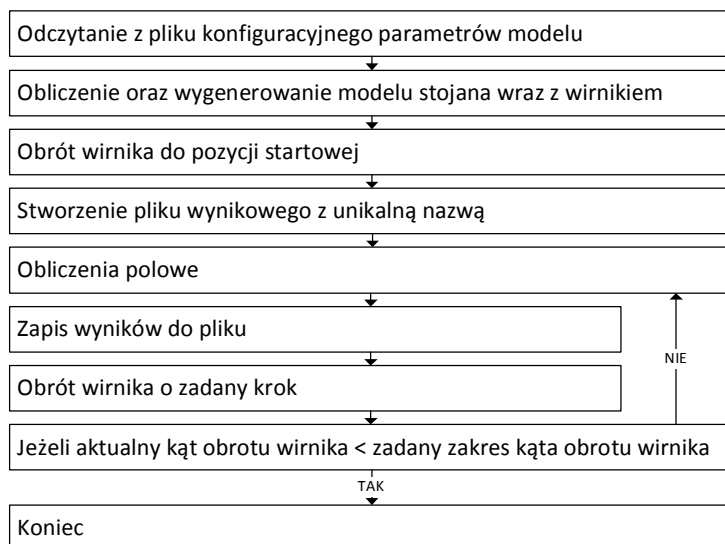 Odczytanie z pliku konfiguracyjnego parametrów modelu
Obliczenie oraz wygenerowanie modelu stojana wraz z wirnikiem
Obrót wirnika do pozycji startowej
Stworzenie pliku wynikowego z unikalną nazwą
Obliczenia polowe
Zapis wyników do pliku
NIE
Obrót wirnika o zadany krok
Jeżeli aktualny kąt obrotu wirnika < zadany zakres kąta obrotu wirnika
TAK
Koniec